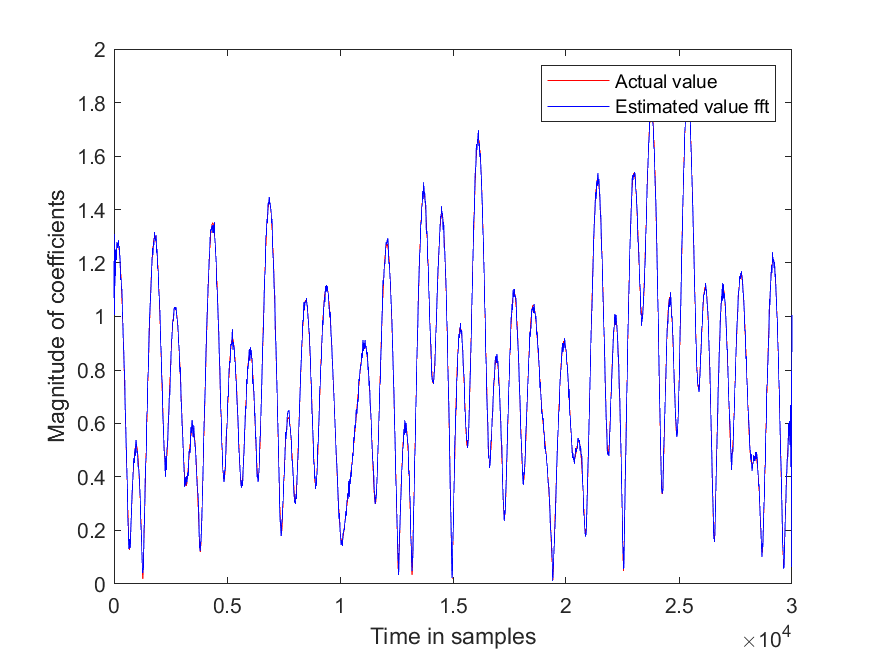 2
1.8
1.6
1.4
1.2
1
0.8
0.6
0.4
0.2
0
Magnitude of coefficients
Actual value
Estimated value fft
0 0.5 1 1.5 2 2.5 3
Time in samples
×10⁴